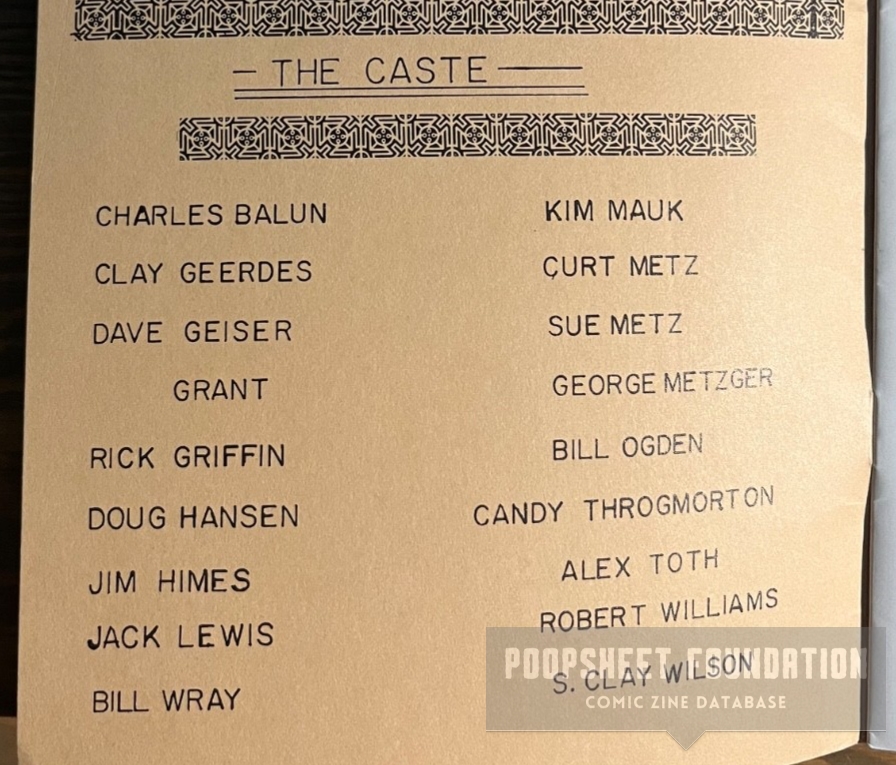 THE CASTE
CHARLES BALUN
CLAY GEERDES
DAVE GEISER
GRANT
RICK GRIFFIN
DOUG HANSEN
JIM HIMES
JACK LEWIS
BILL WRAY
KIM MAUK
CURT METZ
SUE METZ
GEORGE METZGER
BILL OGDEN
CANDY THROGMORTON
ALEX TOTH
ROBERT WILLIAMS
S. CLAY WILSON
POOPSHEET FOUNDATION
COMIC ZINE DATABASE